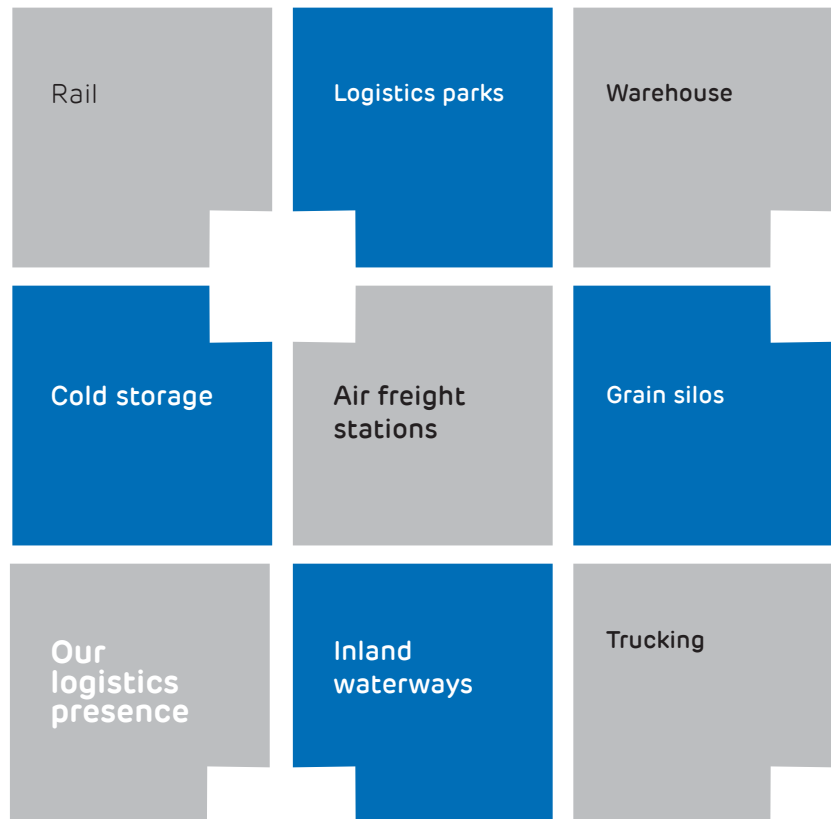 Rail
Logistics parks
Warehouse
Cold storage
Air freight
stations
Grain silos
Our
logistics
presence
Inland
waterways
Trucking